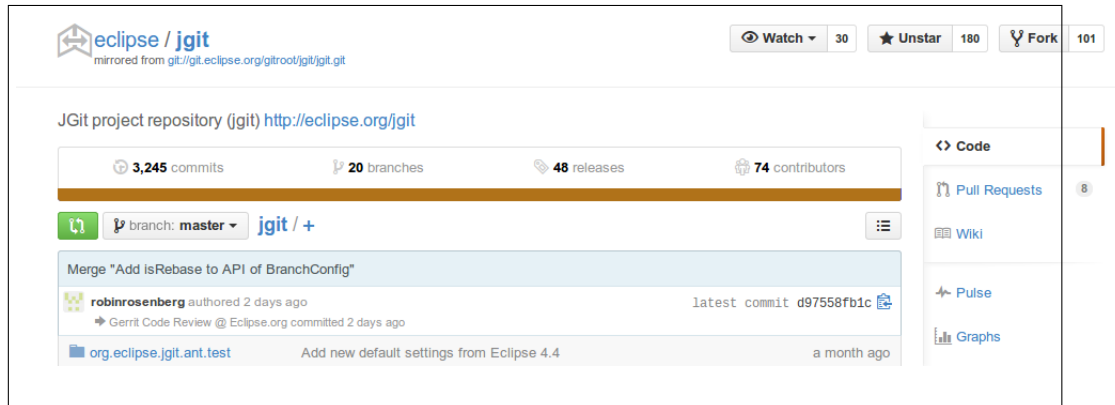 eclipse / jgit
mirrored from git://git.eclipse.org/gitroot/jgit/jgit.git
Watch 30
Unstar 180
Fork 101
JGit project repository (jgit) http://eclipse.org/jgit
3,245 commits
20 branches
48 releases
74 contributors
branch: master
jgit / +
Merge "Add isRebase to API of BranchConfig"
robinrosenberg authored 2 days ago
latest commit d97558fb1c
Gerrit Code Review @ Eclipse.org committed 2 days ago
org.eclipse.jgit.ant.test Add new default settings from Eclipse 4.4 a month ago
Code
Pull Requests 8
Wiki
Pulse
Graphs